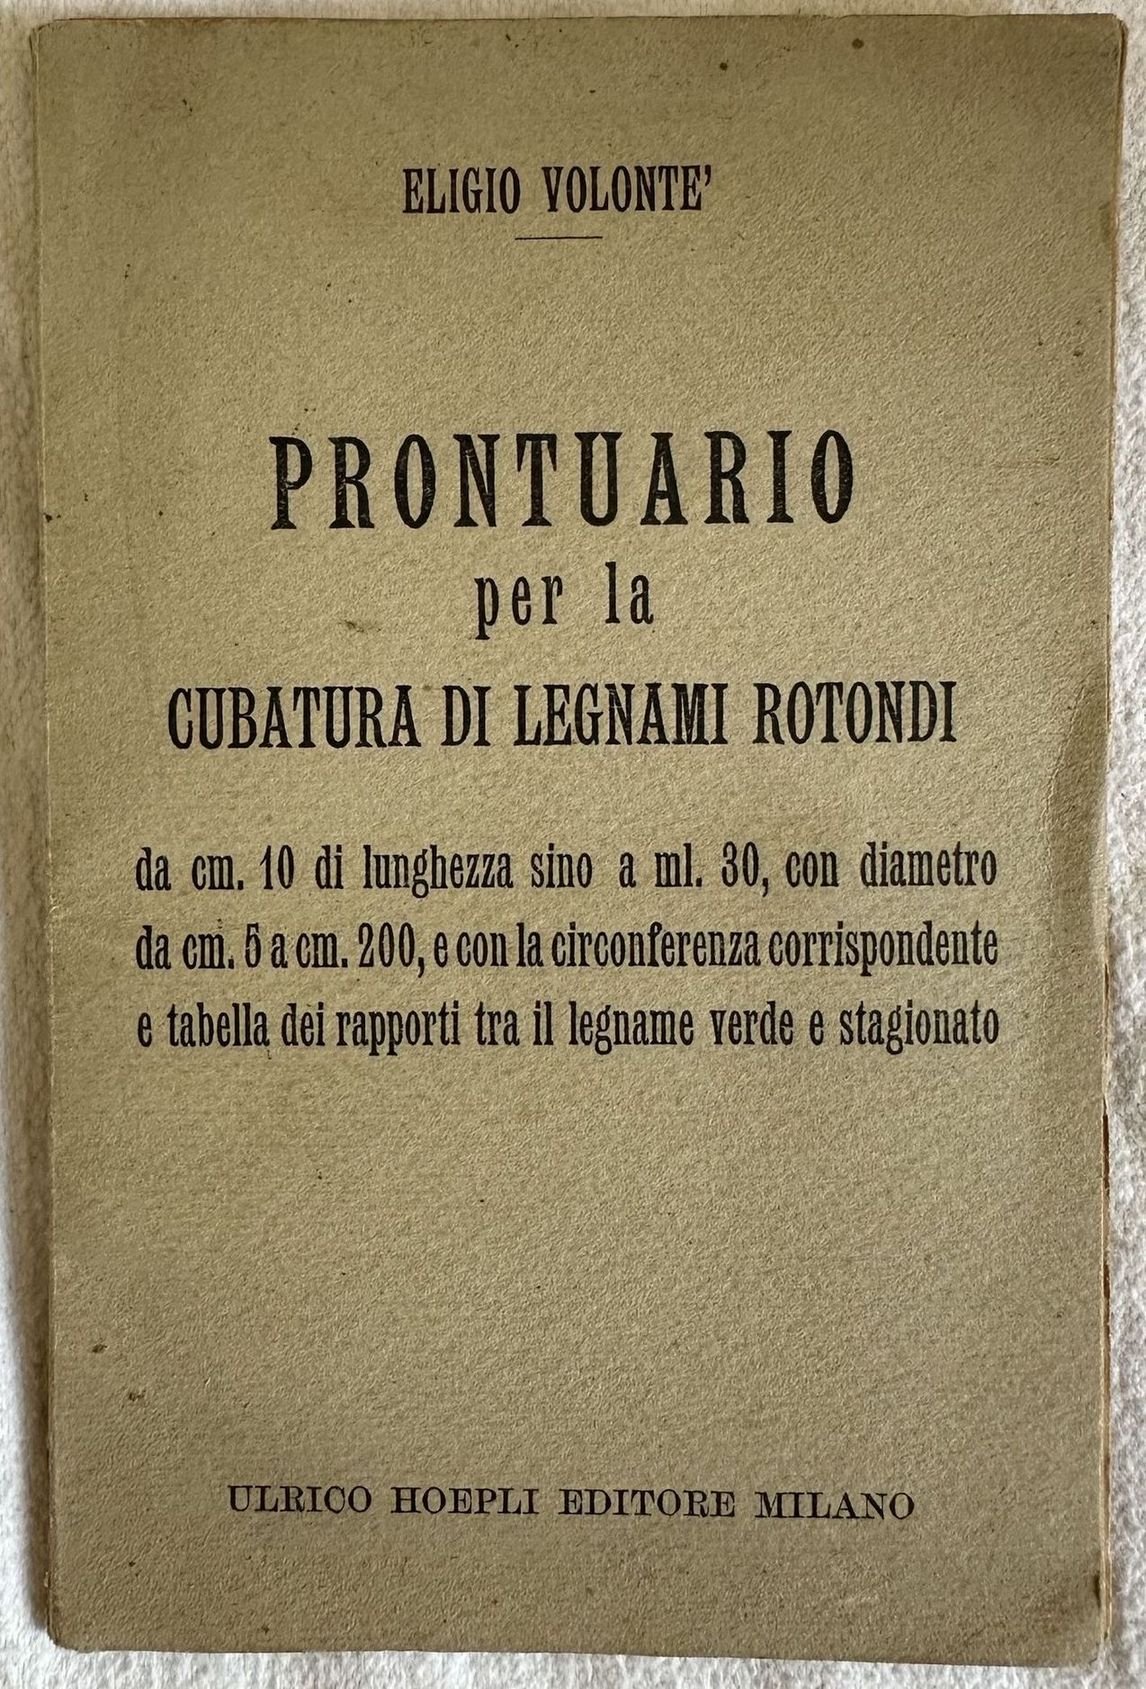 ELIGIO VOLONTE'
PRONTUARIO
per la
CUBATURA DI LEGNAMI ROTONDI
da cm. 10 di lunghezza sino a ml. 30, con diametro
da cm. 5 a cm. 200, e con la circonferenza corrispondente
e tabella dei rapporti tra il legname verde e stagionato
ULRICO HOEPLI EDITORE MILANO